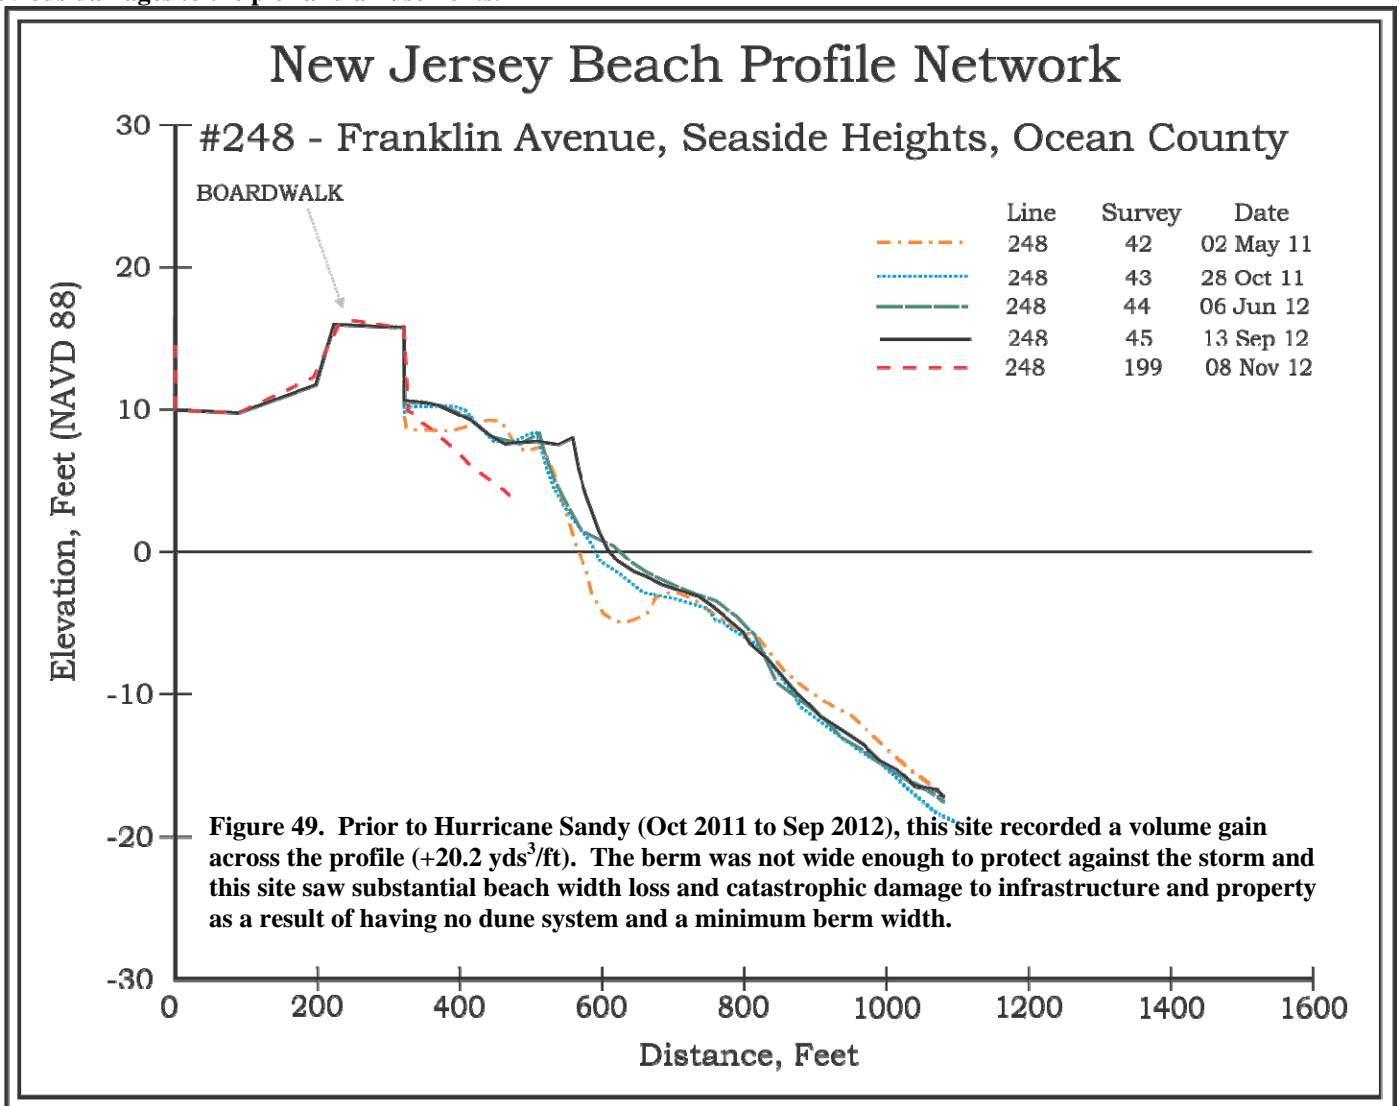 New Jersey Beach Profile Network
#248 - Franklin Avenue, Seaside Heights, Ocean County
BOARDWALK
Line Survey Date
248 42 02 May 11
248 43 28 Oct 11
248 44 06 Jun 12
248 45 13 Sep 12
248 199 08 Nov 12
Elevation, Feet (NAVD 88)
30
20
10
0
-10
-20
-30
Figure 49. Prior to Hurricane Sandy (Oct 2011 to Sep 2012), this site recorded a volume gain
across the profile (+20.2 yds³/ft). The berm was not wide enough to protect against the storm and
this site saw substantial beach width loss and catastrophic damage to infrastructure and property
as a result of having no dune system and a minimum berm width.
0 200 400 600 800 1000 1200 1400 1600
Distance, Feet